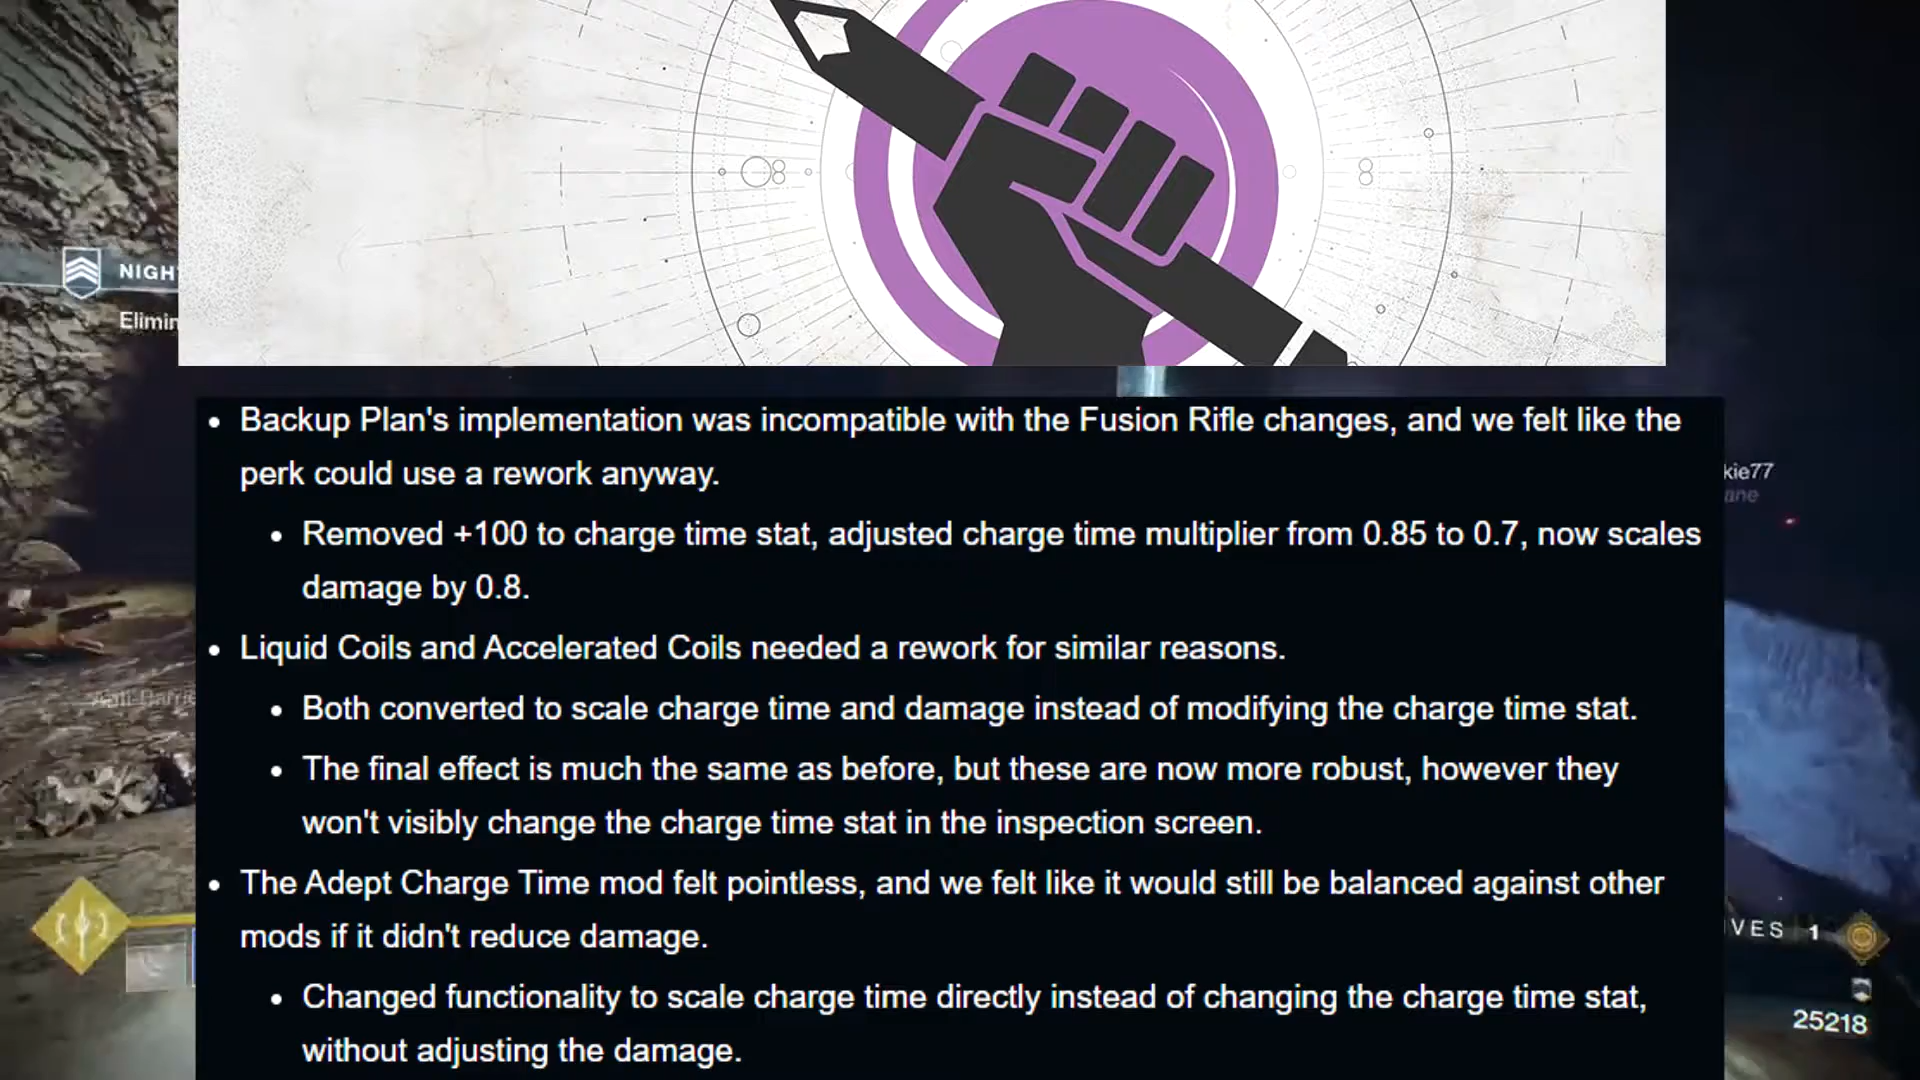 NIGH
Elimin
• Backup Plan's implementation was incompatible with the Fusion Rifle changes, and we felt like the
perk could use a rework anyway.
• Removed +100 to charge time stat, adjusted charge time multiplier from 0.85 to 0.7, now scales
damage by 0.8.
• Liquid Coils and Accelerated Coils needed a rework for similar reasons.
• Both converted to scale charge time and damage instead of modifying the charge time stat.
• The final effect is much the same as before, but these are now more robust, however they
won't visibly change the charge time stat in the inspection screen.
• The Adept Charge Time mod felt pointless, and we felt like it would still be balanced against other
mods if it didn't reduce damage.
• Changed functionality to scale charge time directly instead of changing the charge time stat,
without adjusting the damage.
kie77
ane
Anti-Barrie
IVES 1
25218